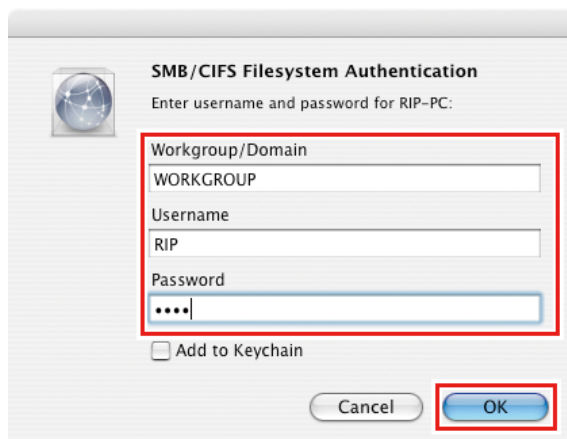 SMB/CIFS Filesystem Authentication
Enter username and password for RIP-PC:
Workgroup/Domain
WORKGROUP
Username
RIP
Password
••••
Add to Keychain
Cancel OK